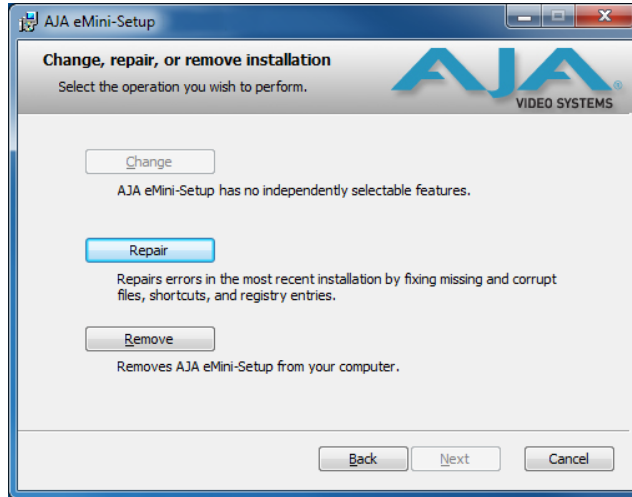 AJA eMini-Setup
Change, repair, or remove installation
Select the operation you wish to perform.
AJA
VIDEO SYSTEMS
Change
AJA eMini-Setup has no independently selectable features.
Repair
Repairs errors in the most recent installation by fixing missing and corrupt
files, shortcuts, and registry entries.
Remove
Removes AJA eMini-Setup from your computer.
Back
Next
Cancel